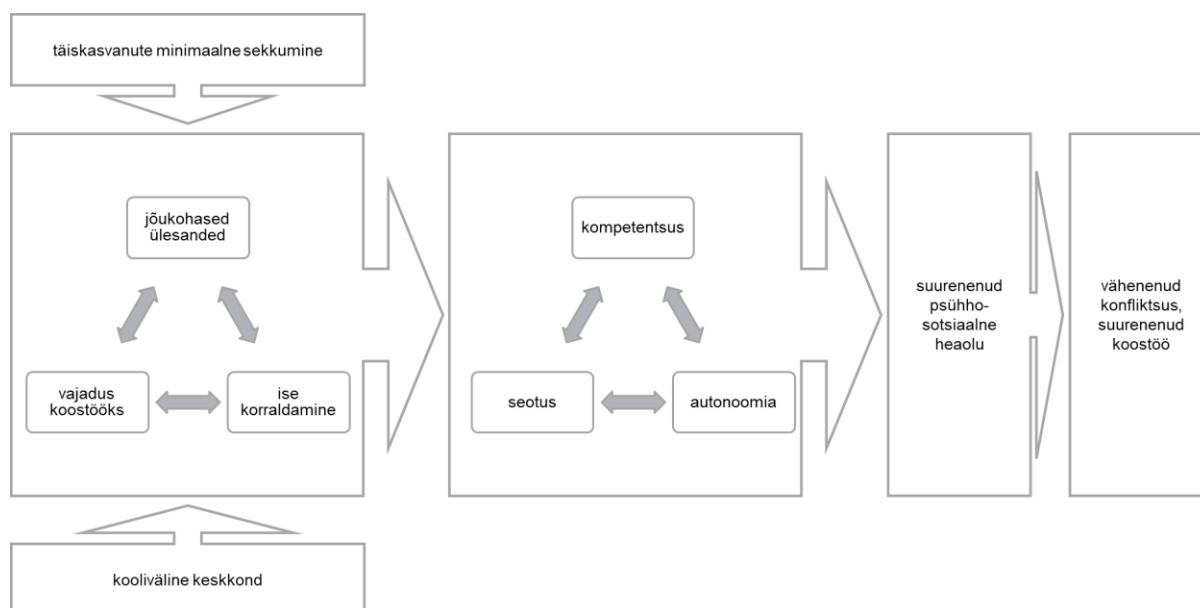 täiskasvanute minimaalne sekkumine
jõukohased
ülesanded
vajadus
koostööks
ise
korraldamine
kooliväline keskkond
kompetentsus
seotus
autonoomia
suurenenud
psühho-
sotsiaalne
heaolu
vähenenud
konfliktsus,
suurenenud
koostöö